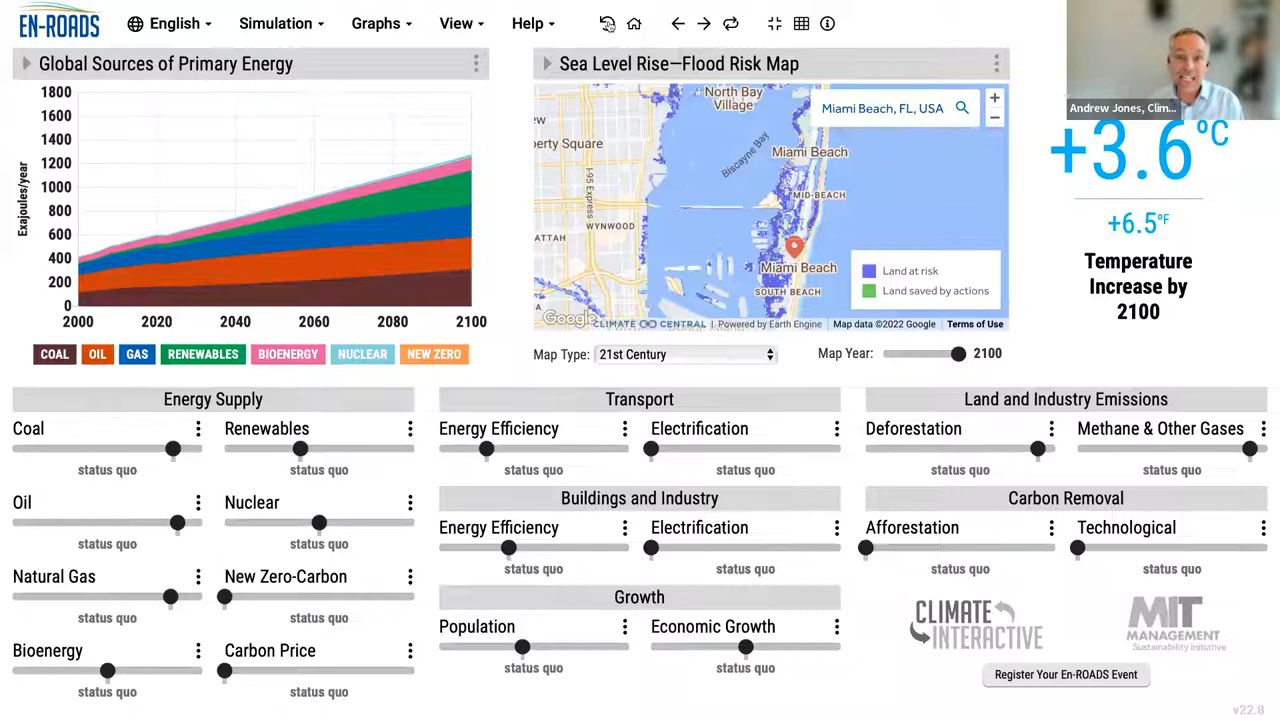 EN-ROADS
English
Simulation
Graphs
View
Help
Andrew Jones, Clim...
Global Sources of Primary Energy
Exajoules/year
1800
1600
1400
1200
1000
800
600
400
200
0
2000 2020 2040 2060 2080 2100
COAL OIL GAS RENEWABLES BIOENERGY NUCLEAR NEW ZERO
Sea Level Rise—Flood Risk Map
Miami Beach, FL, USA
+
−
North Bay
Village
ew
perty Square
Biscayne Bay
Miami Beach
MID-BEACH
I-95 Express
WYNWOOD
ATTAH
NA
Miami Beach
SOUTH BEACH
Land at risk
Land saved by actions
Google
CLIMATE CENTRAL | Powered by Earth Engine | Map data ©2022 Google | Terms of Use
Map Type: 21st Century
Map Year: 2100
+3.6°C
+6.5°F
Temperature
Increase by
2100
Energy Supply
Coal
status quo
Renewables
status quo
Oil
status quo
Nuclear
status quo
Natural Gas
status quo
New Zero-Carbon
status quo
Bioenergy
status quo
Carbon Price
status quo
Transport
Energy Efficiency
status quo
Electrification
status quo
Buildings and Industry
Energy Efficiency
status quo
Electrification
status quo
Growth
Population
status quo
Economic Growth
status quo
Land and Industry Emissions
Deforestation
status quo
Methane & Other Gases
status quo
Carbon Removal
Afforestation
status quo
Technological
status quo
CLIMATE
INTERACTIVE
MIT
MANAGEMENT
Sustainability Initiative
Register Your En-ROADS Event
v22.8